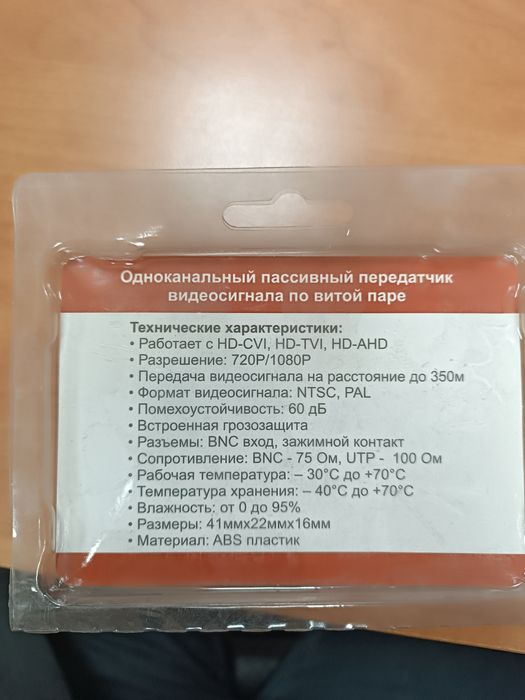 Одноканальный пассивный передатчик
видеосигнала по витой паре
Технические характеристики:
• Работает с HD-CVI, HD-TVI, HD-AHD
• Разрешение: 720P/1080P
• Передача видеосигнала на расстояние до 350м
• Формат видеосигнала: NTSC, PAL
• Помехоустойчивость: 60 дБ
• Встроенная грозозащита
• Разъемы: BNC вход, зажимной контакт
• Сопротивление: BNC - 75 Ом, UTP - 100 Ом
• Рабочая температура: – 30°C до +70°C
• Температура хранения: – 40°C до +70°C
• Влажность: от 0 до 95%
• Размеры: 41ммx22ммx16мм
• Материал: ABS пластик